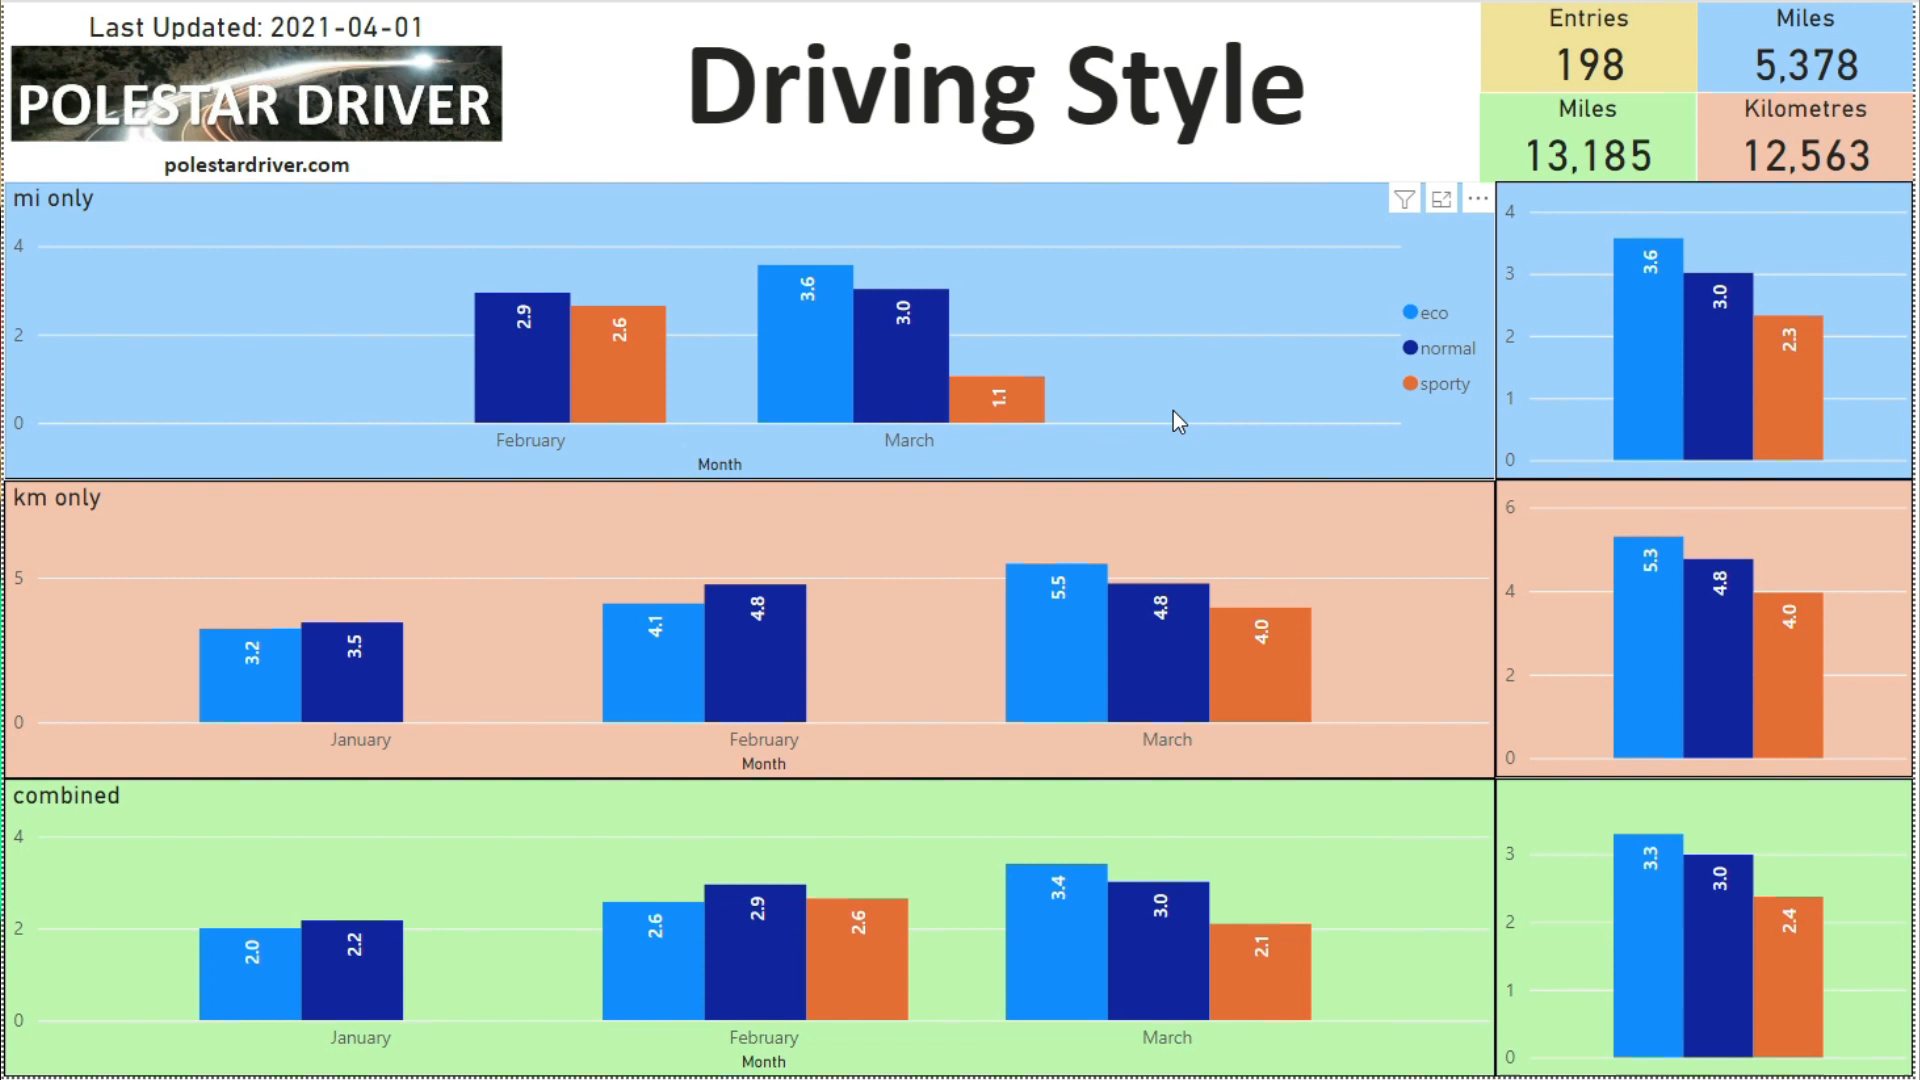 Last Updated: 2021-04-01
POLESTAR DRIVER
polestardriver.com
Driving Style
Entries
198
Miles
5,378
Miles
13,185
Kilometres
12,563
mi only
4
2
0
2.9
2.6
3.6
3.0
1.1
February
March
Month
eco
normal
sporty
4
3
2
1
0
3.6
3.0
2.3
km only
5
0
3.2
3.5
4.1
4.8
5.5
4.8
4.0
January
February
March
Month
6
4
2
0
5.3
4.8
4.0
combined
4
2
0
2.0
2.2
2.6
2.9
2.6
3.4
3.0
2.1
January
February
March
Month
3
2
1
0
3.3
3.0
2.4